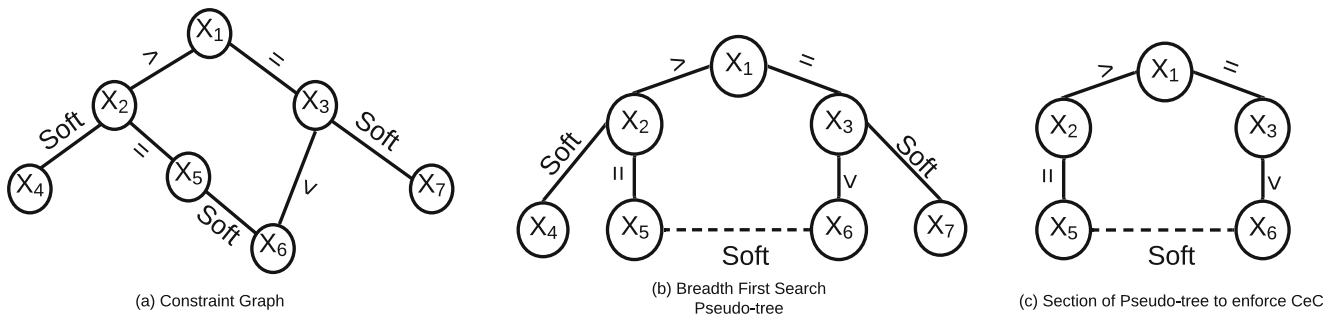 X₁
>
=
X₂
X₃
Soft
Soft
=
X₄
X₅
>
X₇
Soft
X₆
(a) Constraint Graph
X₁
>
=
X₂
X₃
Soft
=
>
Soft
X₄
X₅
X₆
X₇
Soft
(b) Breadth First Search
Pseudo-tree
X₁
>
=
X₂
X₃
=
>
X₅
X₆
Soft
(c) Section of Pseudo-tree to enforce CeC